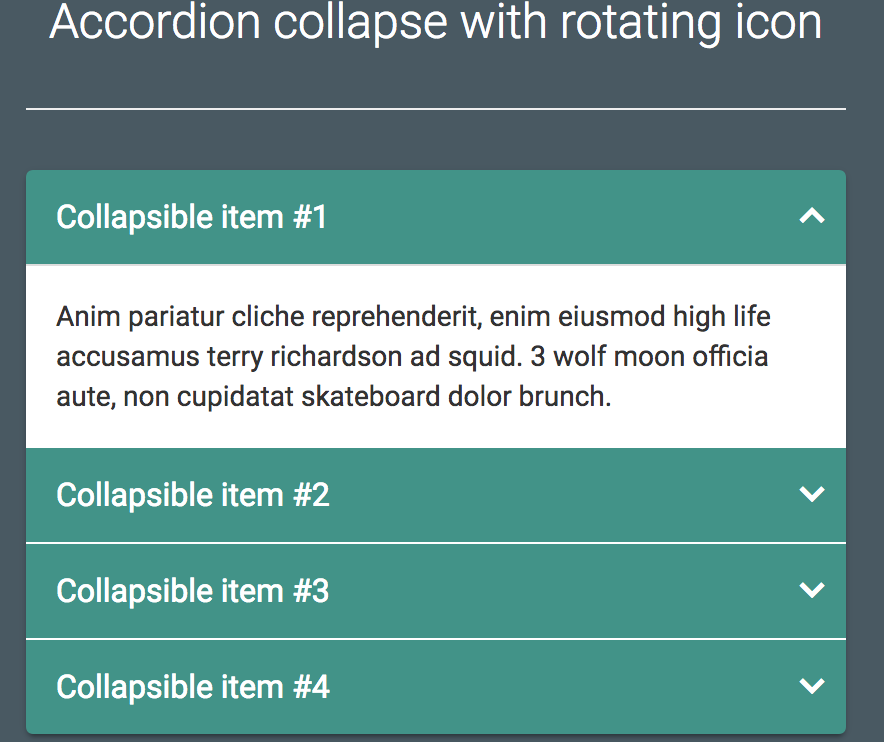 Accordion collapse with rotating icon
Collapsible item #1
Anim pariatur cliche reprehenderit, enim eiusmod high life
accusamus terry richardson ad squid. 3 wolf moon officia
aute, non cupidatat skateboard dolor brunch.
Collapsible item #2
Collapsible item #3
Collapsible item #4